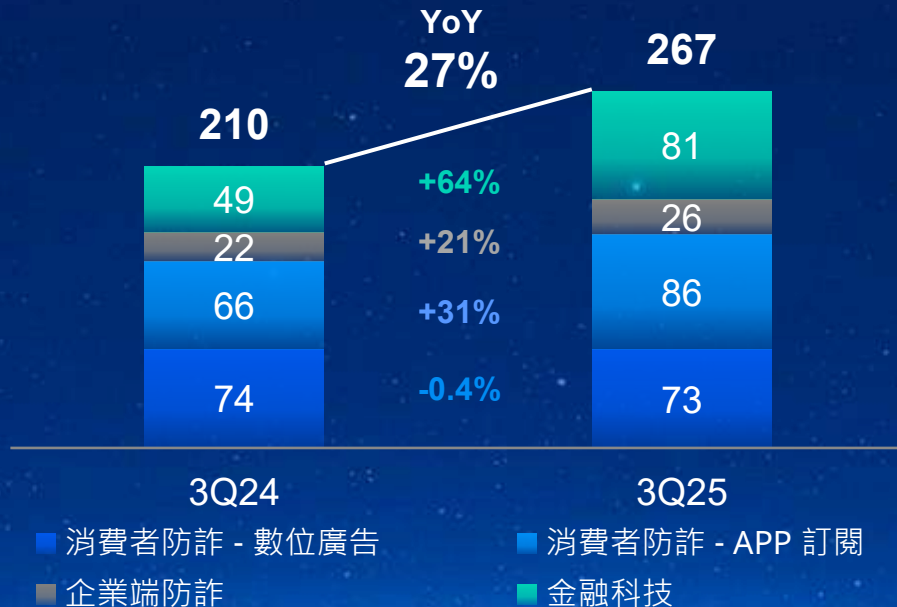 YoY
27%
210
267
49
+64%
81
22
+21%
26
66
+31%
86
74
-0.4%
73
3Q24
3Q25
消費者防詐 - 數位廣告
消費者防詐 - APP 訂閱
企業端防詐
金融科技